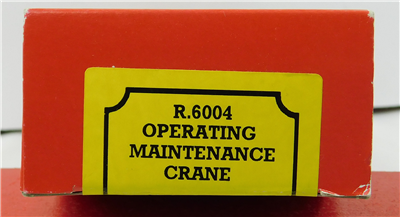 R.6004
OPERATING
MAINTENANCE
CRANE